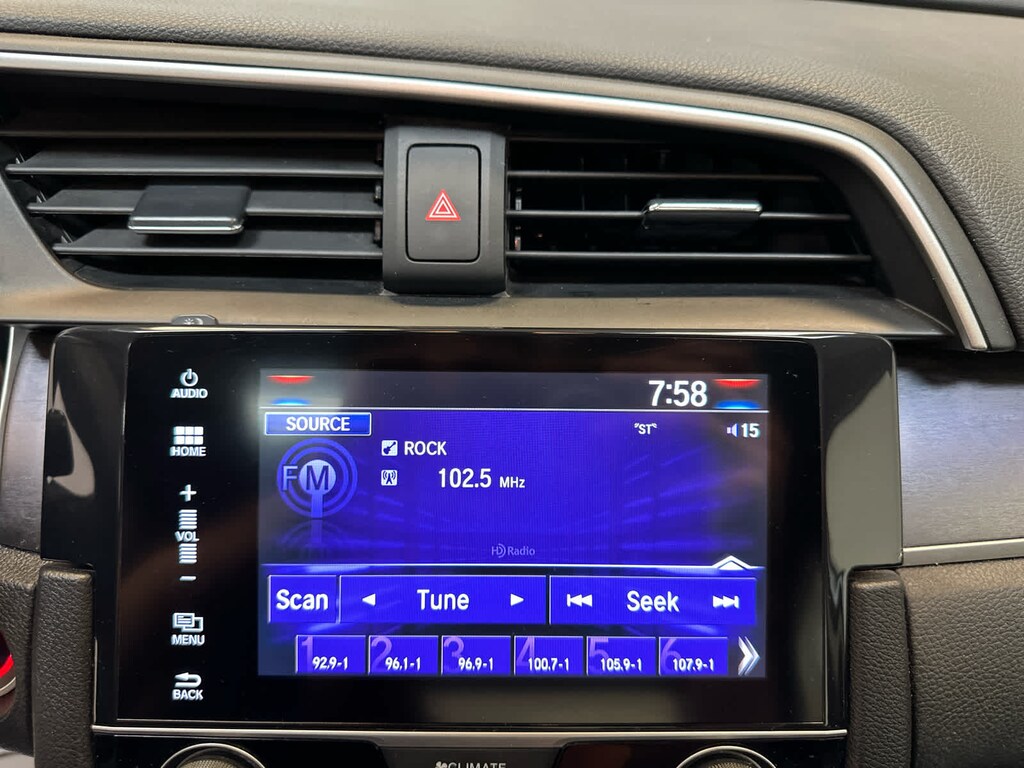 AUDIO
HOME
+
VOL
−
MENU
BACK
7:58
SOURCE
"ST"
15
FM
ROCK
102.5 MHz
HD Radio
Scan
Tune
Seek
1 92.9-1
2 96.1-1
3 96.9-1
4 100.7-1
5 105.9-1
6 107.9-1
CLIMATE